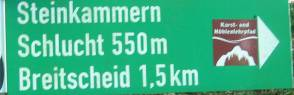 Steinkammern
Schlucht 550m
Breitscheid 1,5km
Karst- und
Höhlenlehrpfad